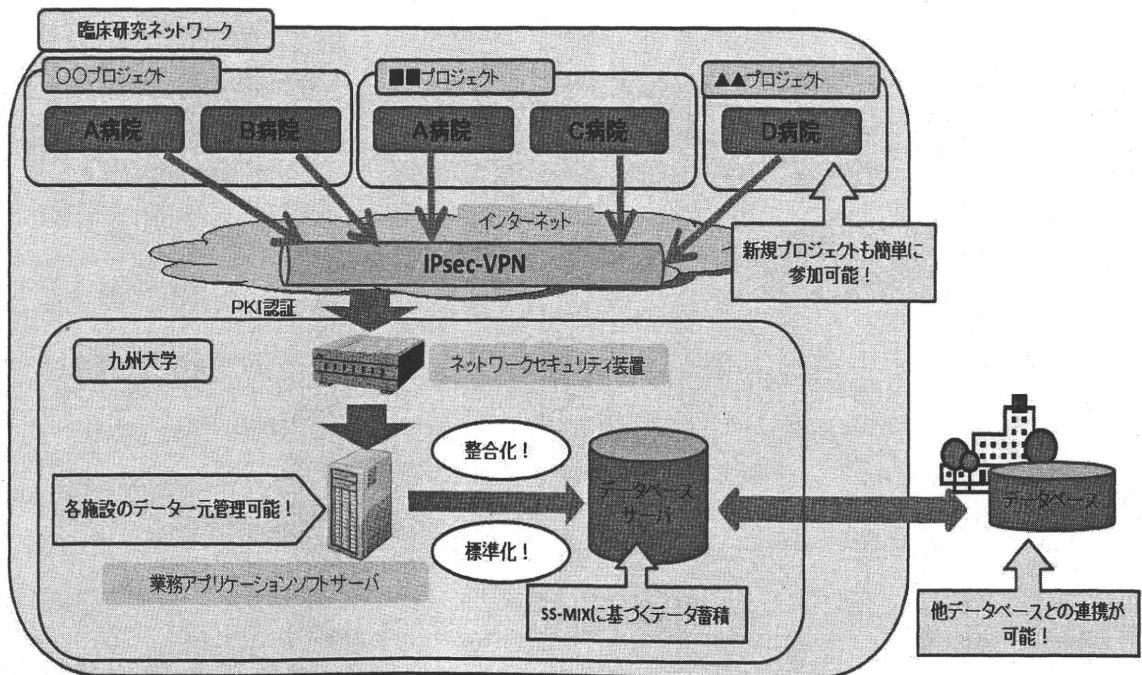 臨床研究ネットワーク
〇〇プロジェクト
■■プロジェクト
▲▲プロジェクト
A病院
B病院
A病院
C病院
D病院
インターネット
IPsec-VPN
新規プロジェクトも簡単に
参加可能！
PKI認証
九州大学
ネットワークセキュリティ装置
整合化！
データベース
サーバ
各施設のデータ一元管理可能！
データベース
標準化！
業務アプリケーションソフトサーバ
SS-MIXに基づくデータ蓄積
他データベースとの連携が
可能！